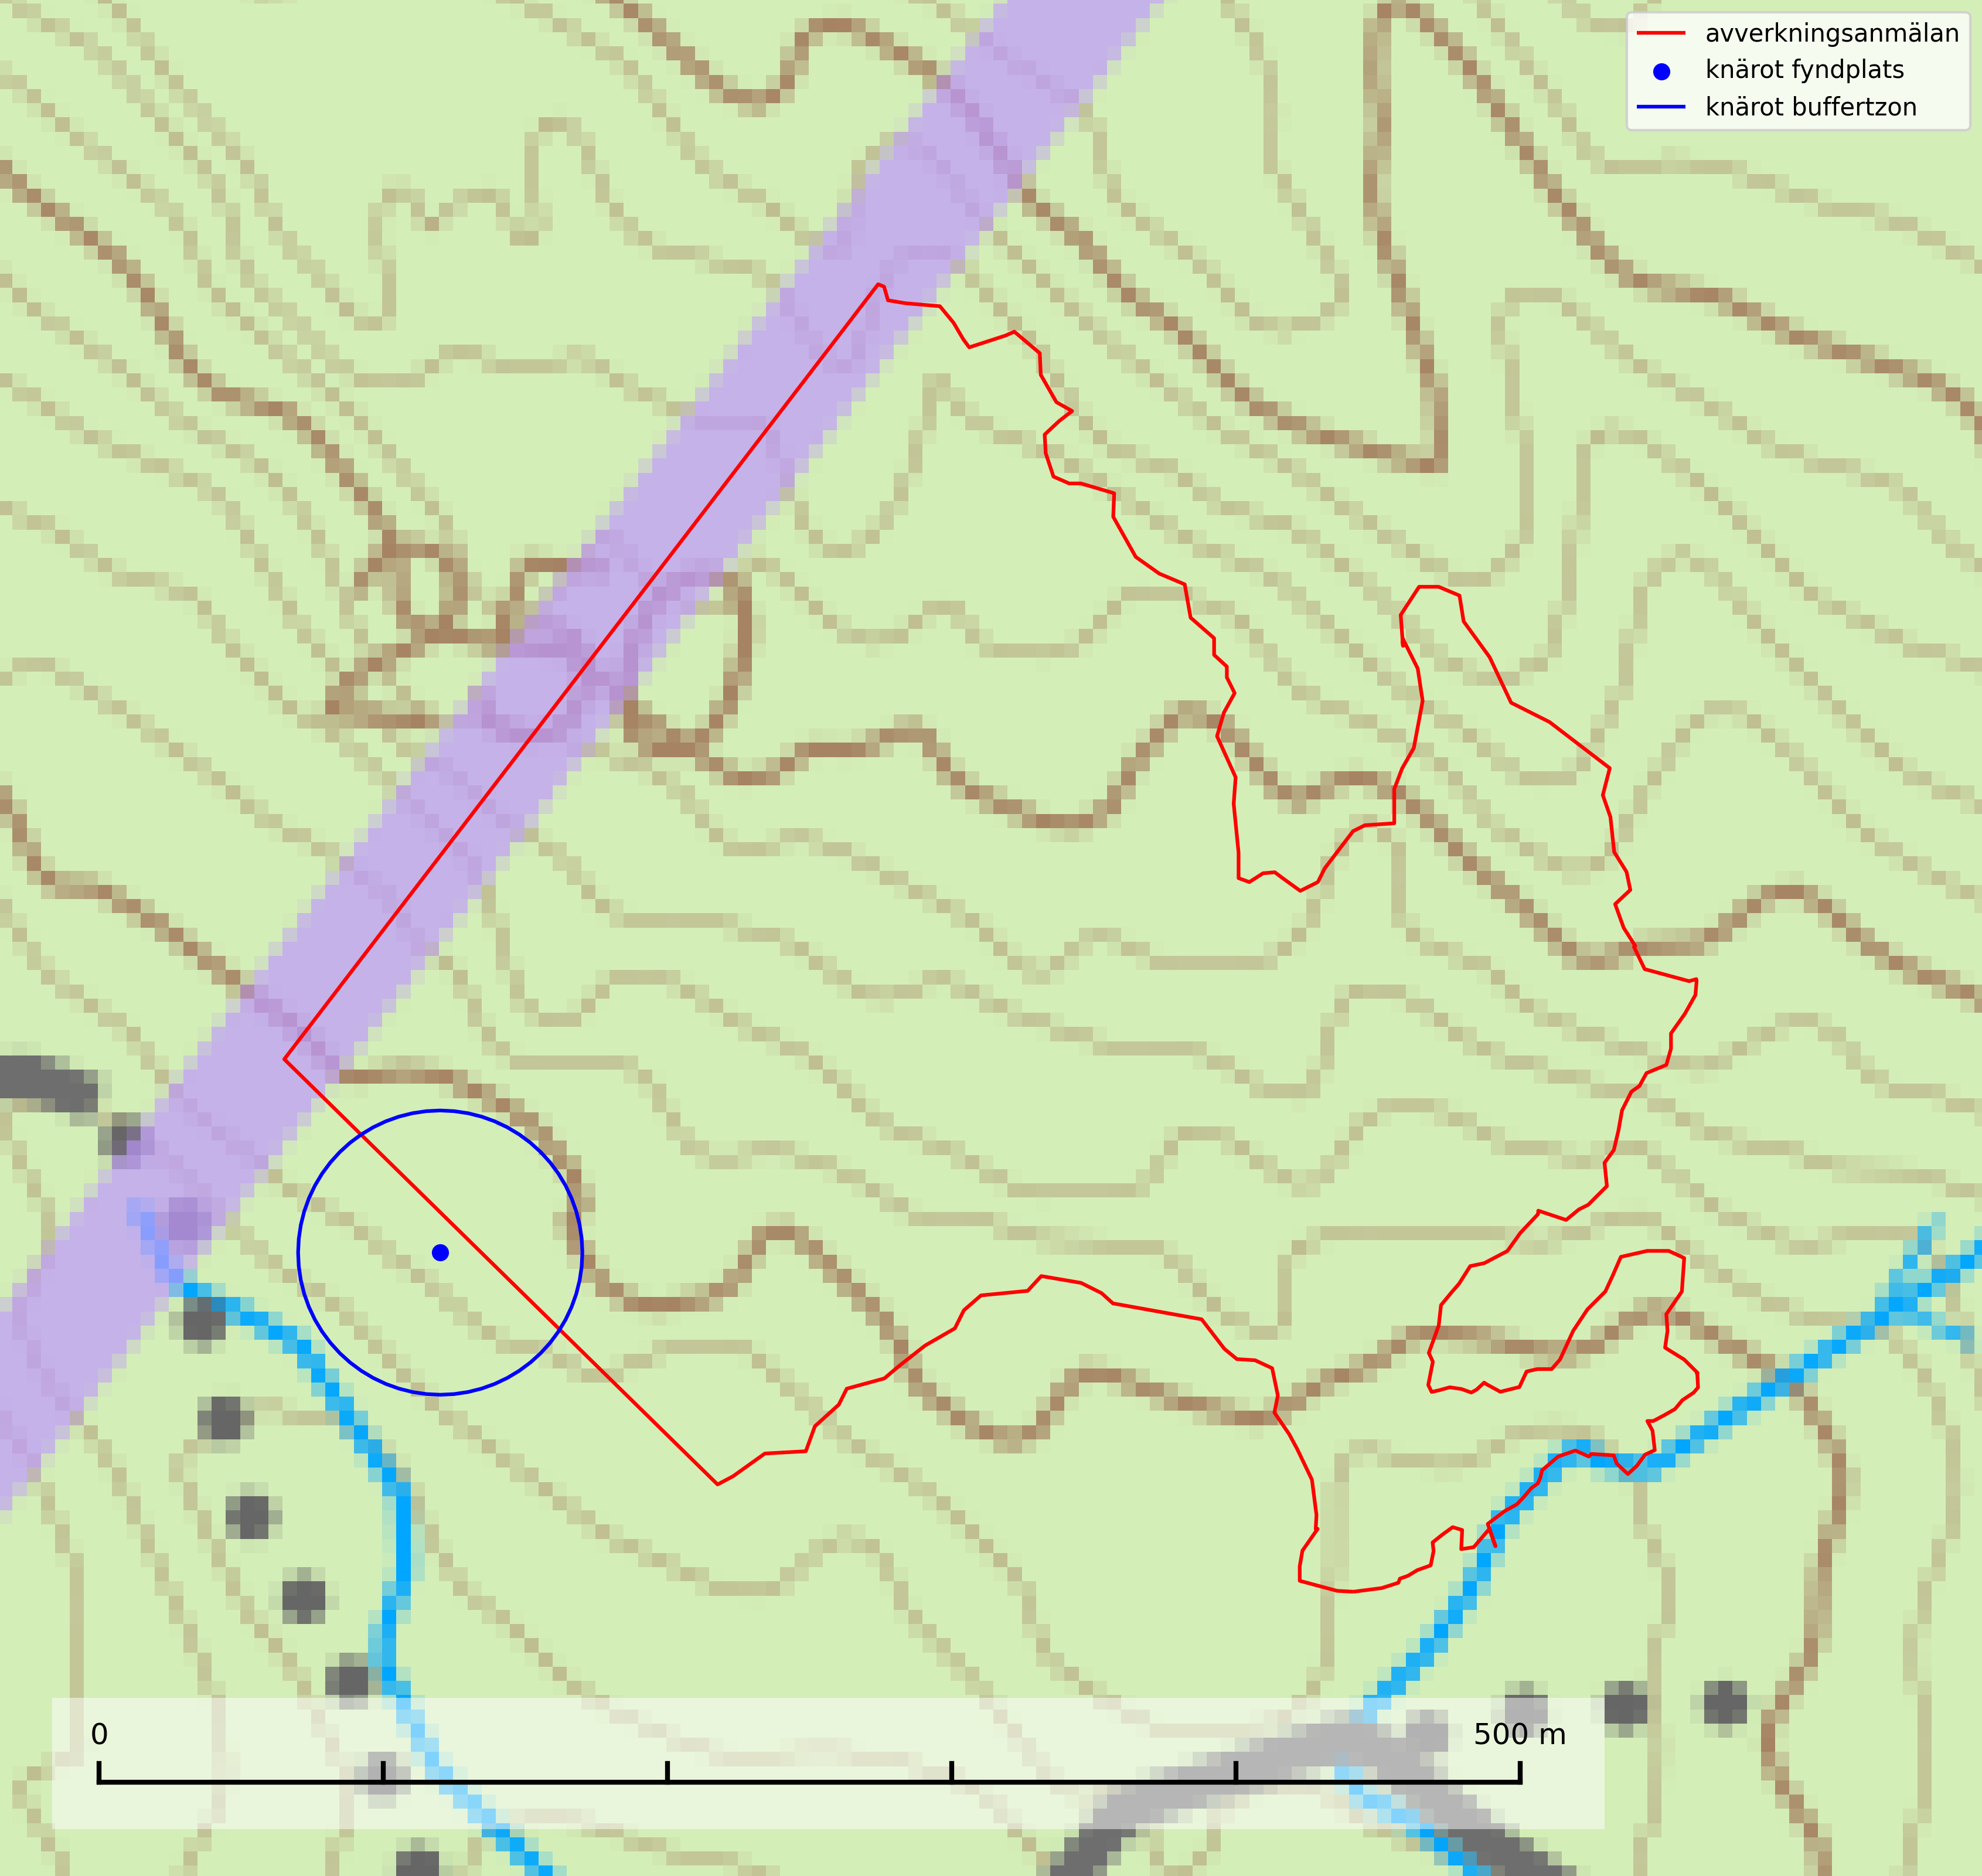 avverkningsanmälan
knärot fyndplats
knärot buffertzon
0
500 m